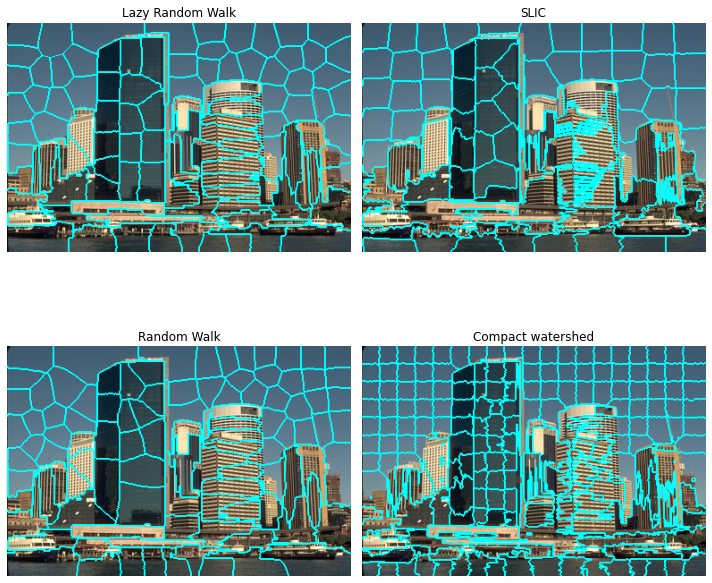 Lazy Random Walk
SLIC
Random Walk
Compact watershed